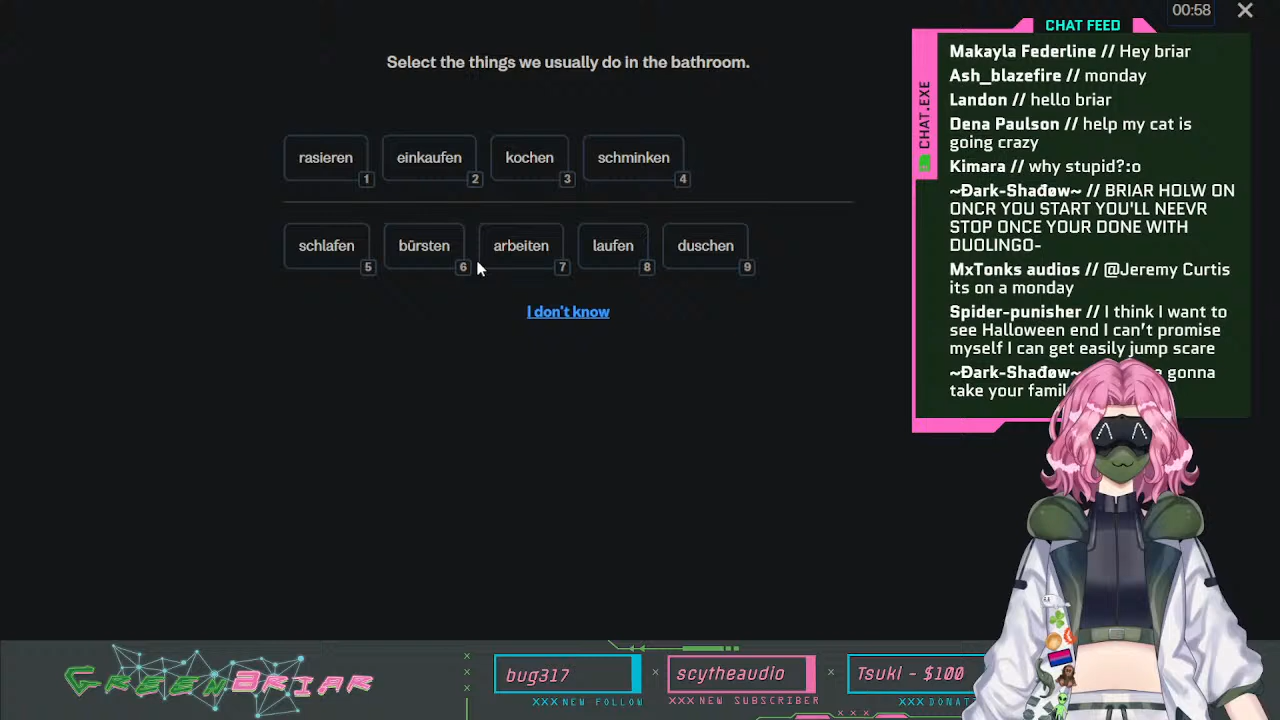 00:58
Select the things we usually do in the bathroom.
rasieren
1
einkaufen
2
kochen
3
schminken
4
schlafen
5
bürsten
6
arbeiten
7
laufen
8
duschen
9
I don't know
CHAT FEED
CHAT.EXE
Makayla Federline // Hey briar
Ash_blazefire // monday
Landon // hello briar
Dena Paulson // help my cat is
going crazy
Kimara // why stupid?:o
~Ðark-Shađøw~ // BRIAR HOLW ON
ONCR YOU START YOU'LL NEEVR
STOP ONCE YOUR DONE WITH
DUOLINGO-
MxTonks audios // @Jeremy Curtis
its on a monday
Spider-punisher // I think I want to
see Halloween end I can't promise
myself I can get easily jump scare
~Ðark-Shađøw~ gonna
take your
GREENBRIAR
bug317
XXX NEW FOLLOW
scytheaudio
XXX NEW SUBSCRIBER
Tsuki - $100
XXX DONAT